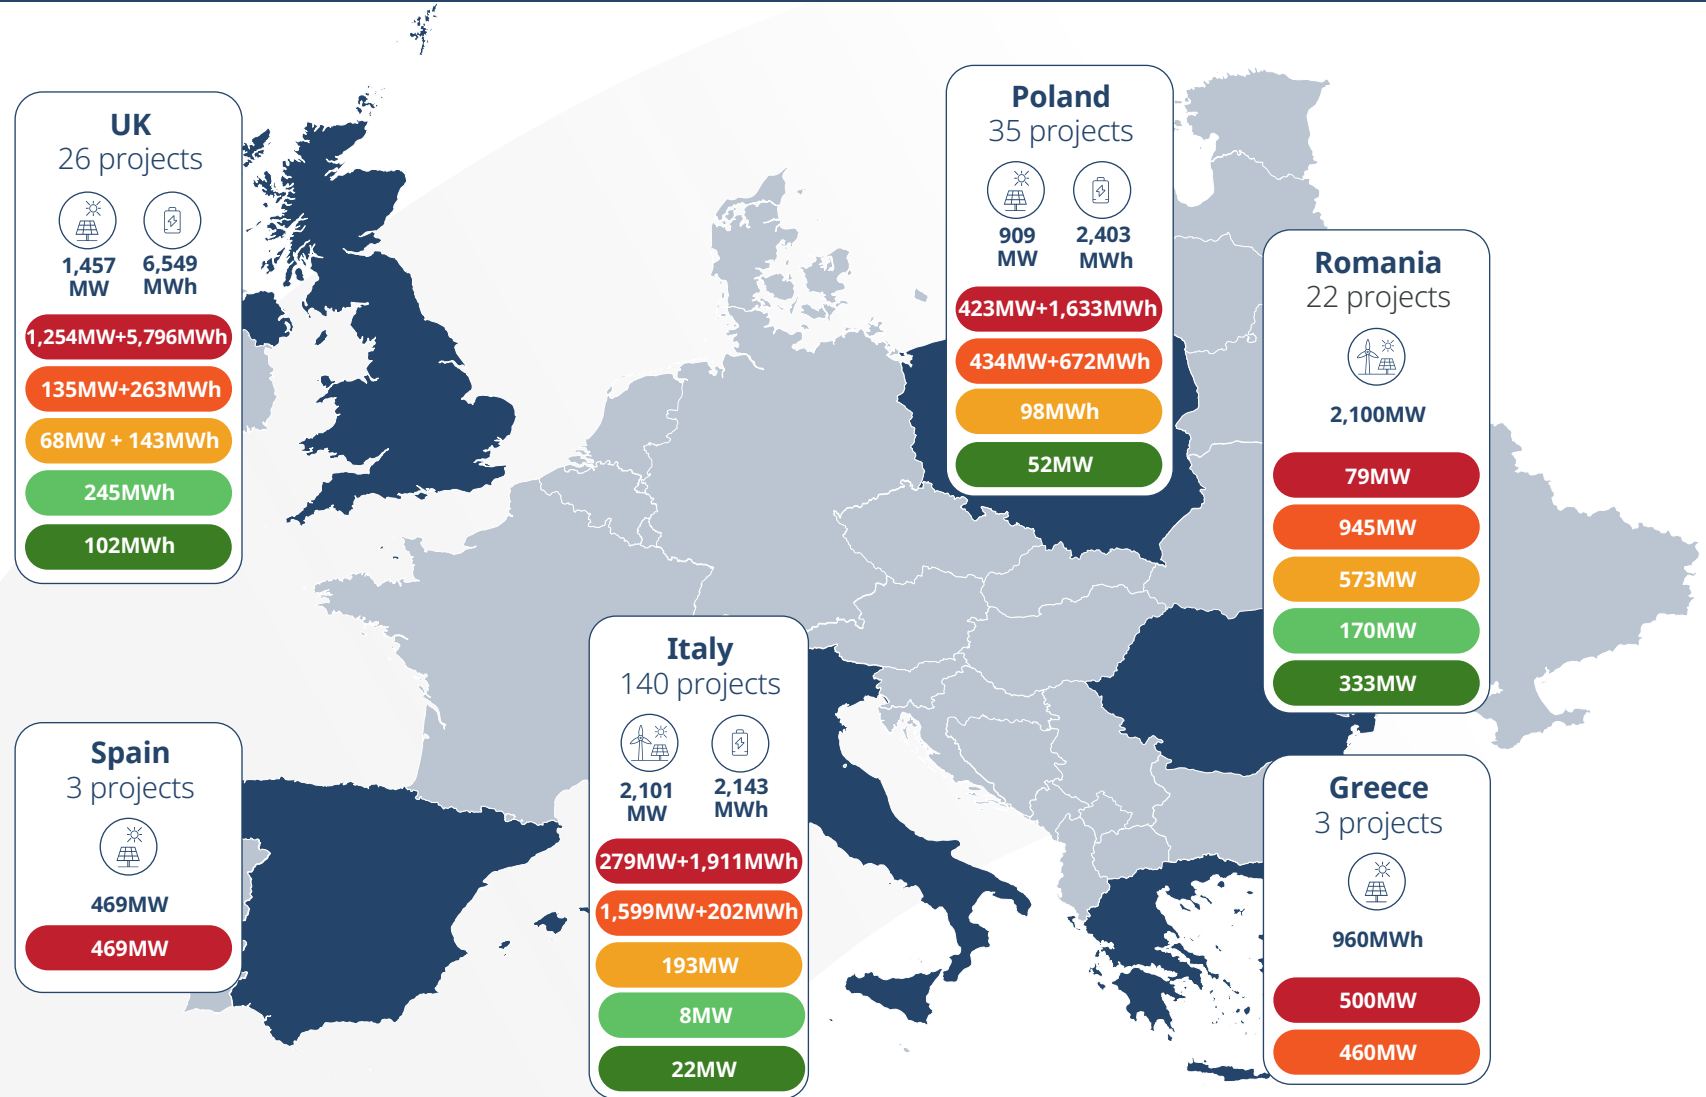 UK
26 projects
1,457
MW
6,549
MWh
1,254MW+5,796MWh
135MW+263MWh
68MW + 143MWh
245MWh
102MWh
Poland
35 projects
909
MW
2,403
MWh
423MW+1,633MWh
434MW+672MWh
98MWh
52MW
Romania
22 projects
2,100MW
79MW
945MW
573MW
170MW
333MW
Italy
140 projects
2,101
MW
2,143
MWh
279MW+1,911MWh
1,599MW+202MWh
193MW
8MW
22MW
Spain
3 projects
469MW
469MW
Greece
3 projects
960MWh
500MW
460MW